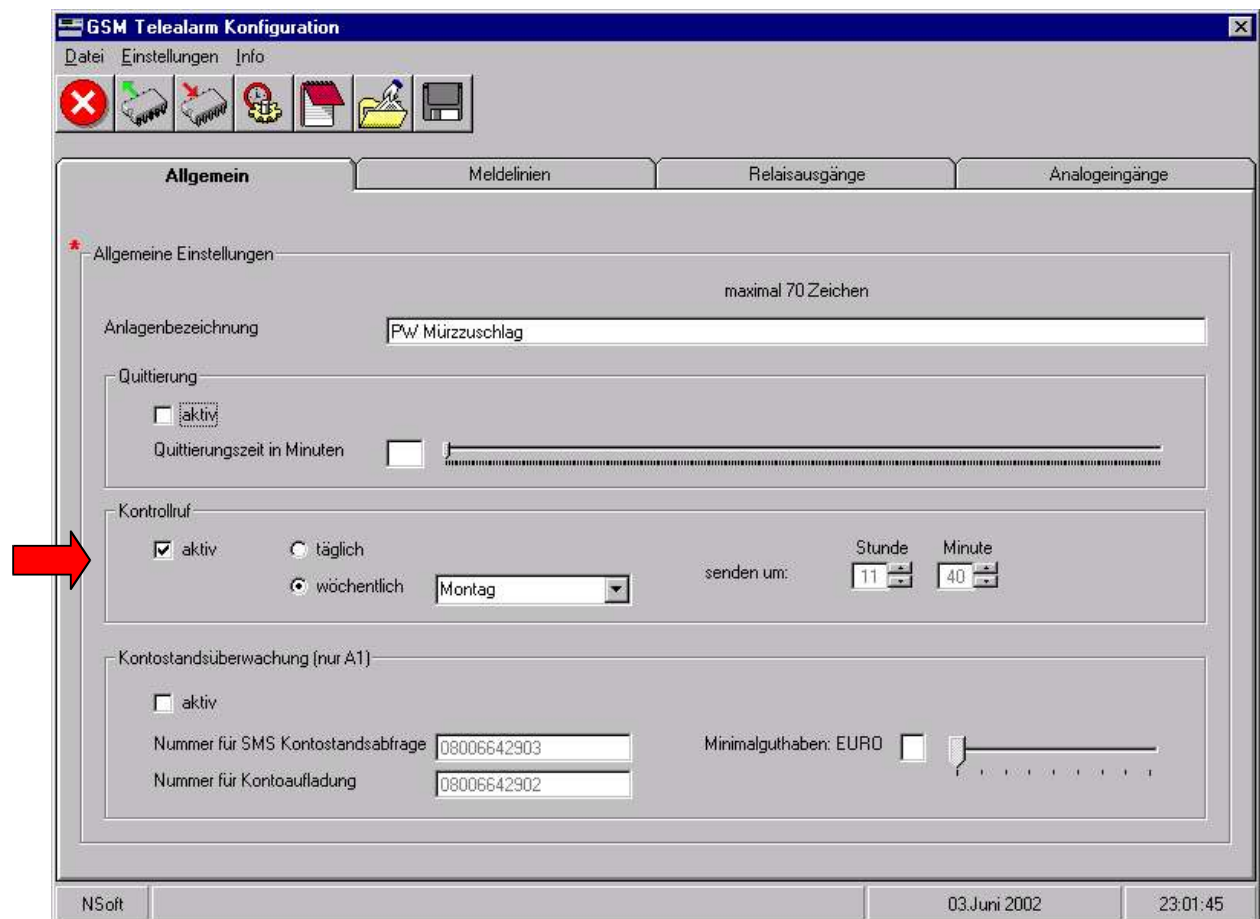 GSM Telealarm Konfiguration
Datei Einstellungen Info
Allgemein Meldelinien Relaisausgänge Analogeingänge
* Allgemeine Einstellungen
maximal 70 Zeichen
Anlagenbezeichnung PW Mürzzuschlag
Quittierung
aktiv
Quittierungszeit in Minuten
Kontrollruf
Stunde Minute
aktiv täglich
senden um: 11 40
wöchentlich Montag
Kontostandsüberwachung (nur A1)
aktiv
Nummer für SMS Kontostandsabfrage 08006642903 Minimalguthaben: EURO
Nummer für Kontoaufladung 08006642902
NSoft 03.Juni 2002 23:01:45